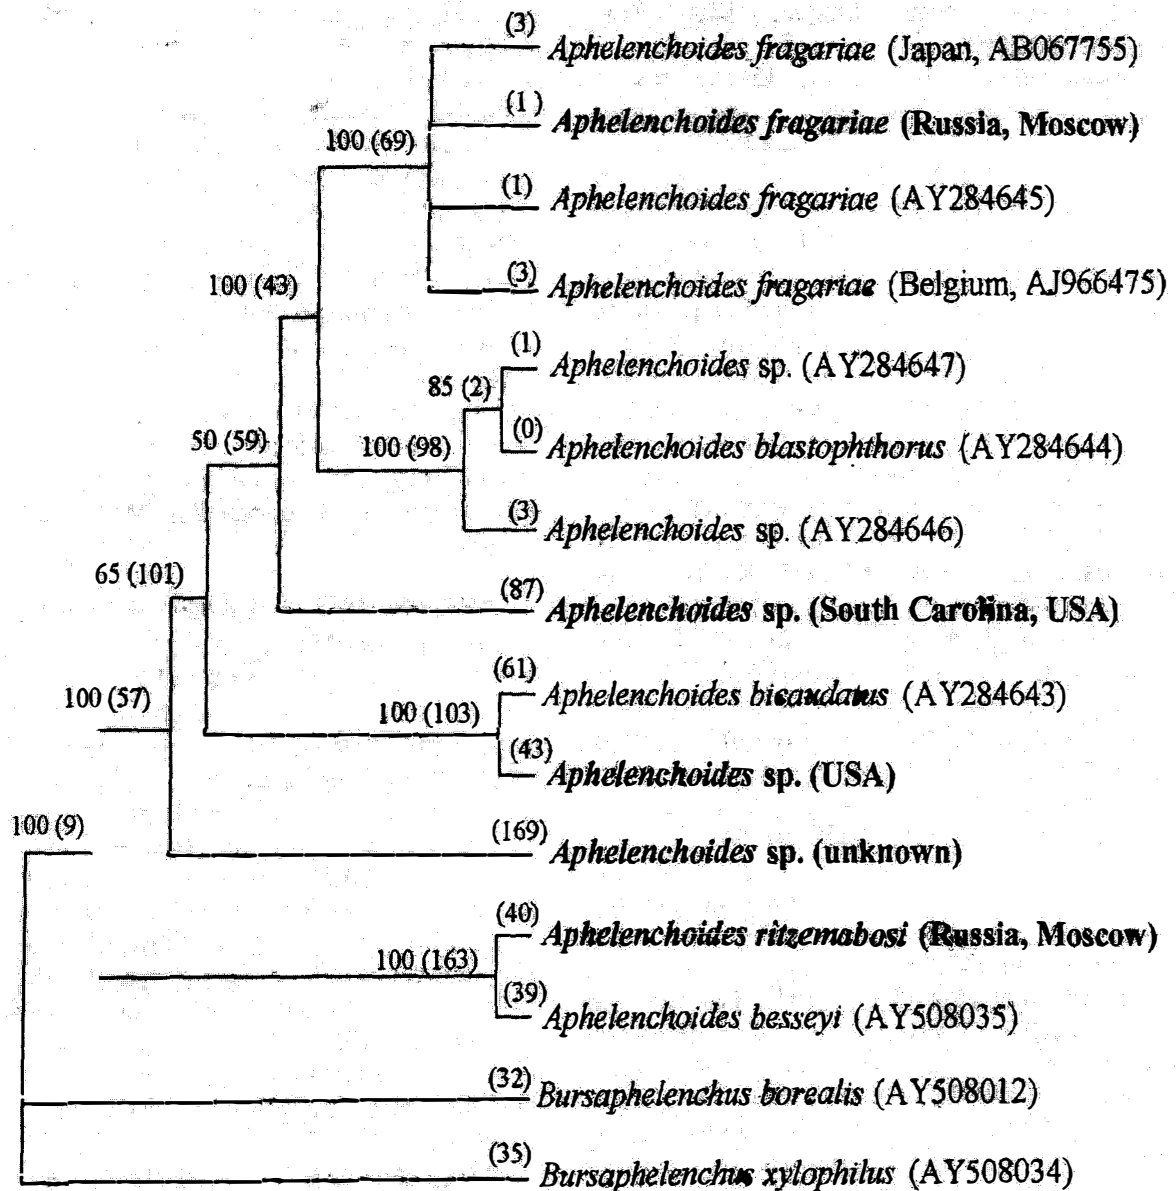 (3) Aphelenchoides fragariae (Japan, AB067755)
(1) Aphelenchoides fragariae (Russia, Moscow)
100 (69)
(1) Aphelenchoides fragariae (AY284645)
(3) Aphelenchoides fragariae (Belgium, AJ966475)
100 (43)
(1) Aphelenchoides sp. (AY284647)
85 (2)
(0) Aphelenchoides blastophthorus (AY284644)
50 (59)
100 (98)
(3) Aphelenchoides sp. (AY284646)
65 (101)
(87) Aphelenchoides sp. (South Carolina, USA)
(61) Aphelenchoides bicaudatus (AY284643)
100 (57)
100 (103)
(43) Aphelenchoides sp. (USA)
100 (9)
(169) Aphelenchoides sp. (unknown)
(40) Aphelenchoides ritzemabosi (Russia, Moscow)
100 (163)
(39) Aphelenchoides besseyi (AY508035)
(32) Bursaphelenchus borealis (AY508012)
(35) Bursaphelenchus xylophilus (AY508034)